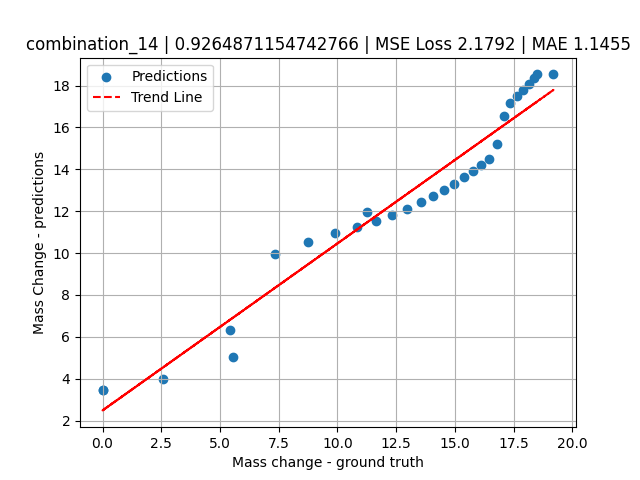 combination_14 | 0.9264871154742766 | MSE Loss 2.1792 | MAE 1.1455
Predictions
Trend Line
18
16
14
12
10
8
6
4
2
Mass Change - predictions
0.0 2.5 5.0 7.5 10.0 12.5 15.0 17.5 20.0
Mass change - ground truth